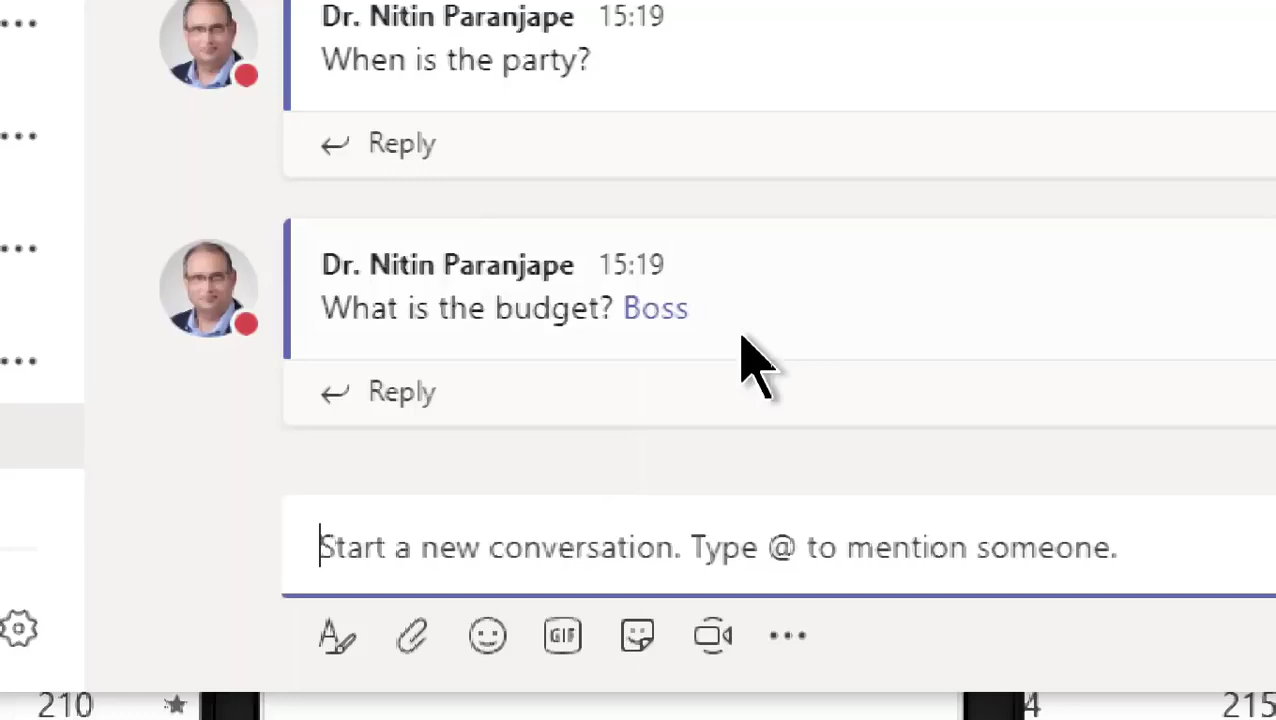 Dr. Nitin Paranjape 15:19
When is the party?
Reply
Dr. Nitin Paranjape 15:19
What is the budget? Boss
Reply
Start a new conversation. Type @ to mention someone.
GIF
210
4
215